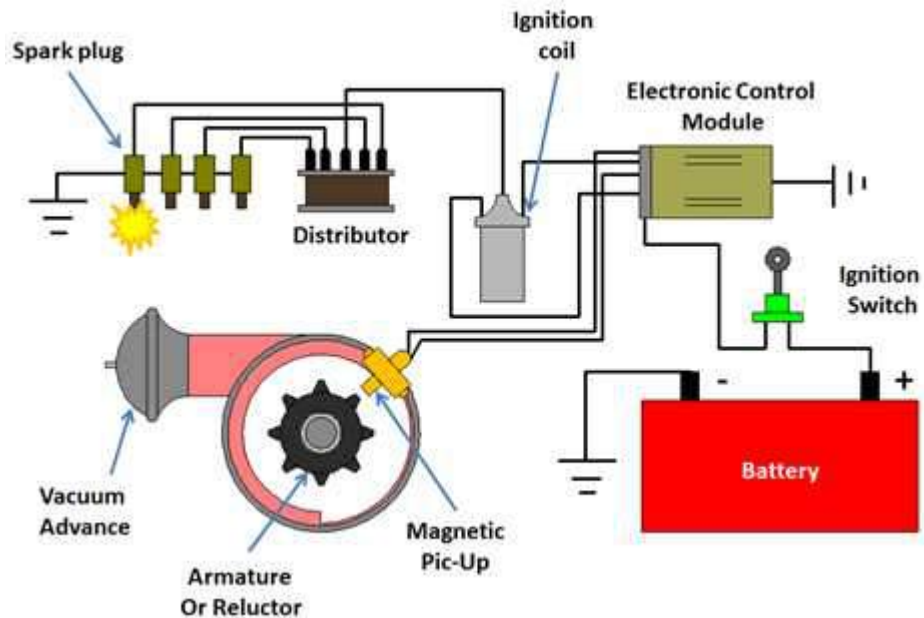 Ignition
coil
Spark plug
Electronic Control
Module
Distributor
Ignition
Switch
- +
Battery
Vacuum
Advance
Magnetic
Pic-Up
Armature
Or Reluctor